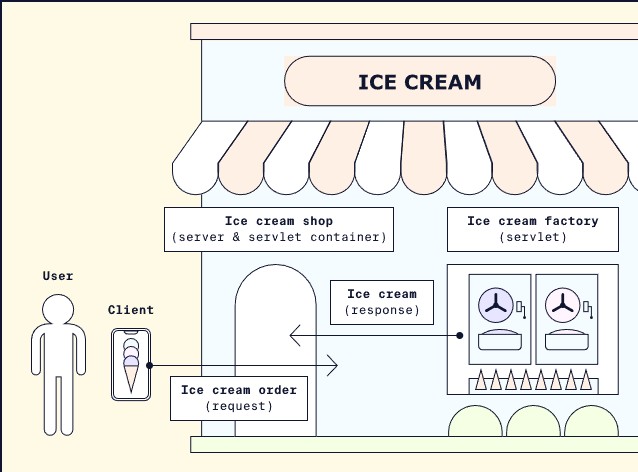 ICE CREAM
Ice cream shop
(server & servlet container)
Ice cream factory
(servlet)
User
Client
Ice cream
(response)
Ice cream order
(request)